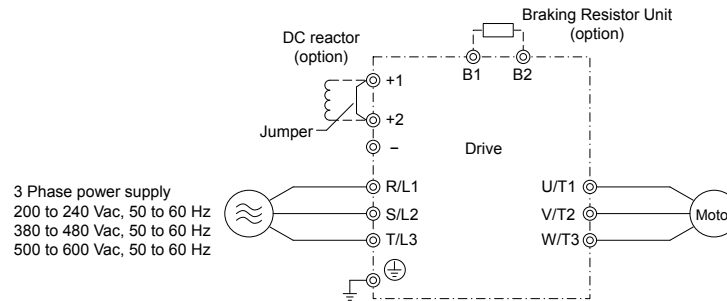 Braking Resistor Unit
(option)
DC reactor
(option)
B1
B2
+1
Jumper
+2
–
Drive
3 Phase power supply
200 to 240 Vac, 50 to 60 Hz
380 to 480 Vac, 50 to 60 Hz
500 to 600 Vac, 50 to 60 Hz
R/L1
S/L2
T/L3
U/T1
V/T2
W/T3
Moto